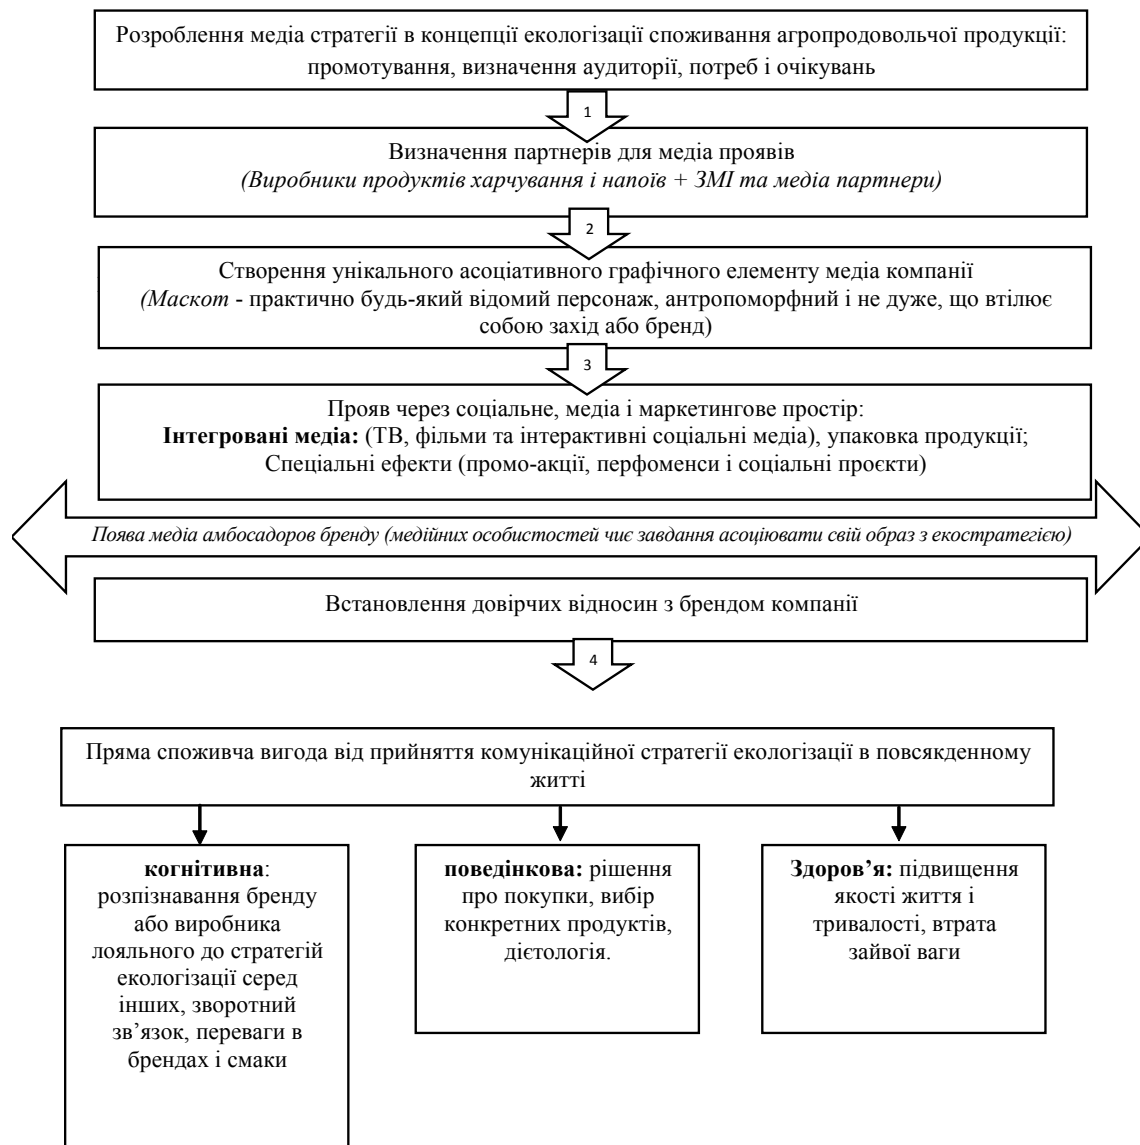 Розроблення медіа стратегії в концепції екологізації споживання агропродовольчої продукції:
промотування, визначення аудиторії, потреб і очікувань
1
Визначення партнерів для медіа проявів
(Виробники продуктів харчування і напоїв + ЗМІ та медіа партнери)
2
Створення унікального асоціативного графічного елементу медіа компанії
(Маскот - практично будь-який відомий персонаж, антропоморфний і не дуже, що втілює
собою захід або бренд)
3
Прояв через соціальне, медіа і маркетингове простір:
Інтегровані медіа: (ТВ, фільми та інтерактивні соціальні медіа), упаковка продукції;
Спеціальні ефекти (промо-акції, перфоменси і соціальні проєкти)
Поява медіа амбосадоров бренду (медійних особистостей чиє завдання асоціювати свій образ з екостратегією)
Встановлення довірчих відносин з брендом компанії
4
Пряма споживча вигода від прийняття комунікаційної стратегії екологізації в повсякденному
житті
когнітивна:
розпізнавання бренду
або виробника
лояльного до стратегій
екологізації серед
інших, зворотний
зв’язок, переваги в
брендах і смаки
поведінкова: рішення
про покупки, вибір
конкретних продуктів,
дієтологія.
Здоров’я: підвищення
якості життя і
тривалості, втрата
зайвої ваги